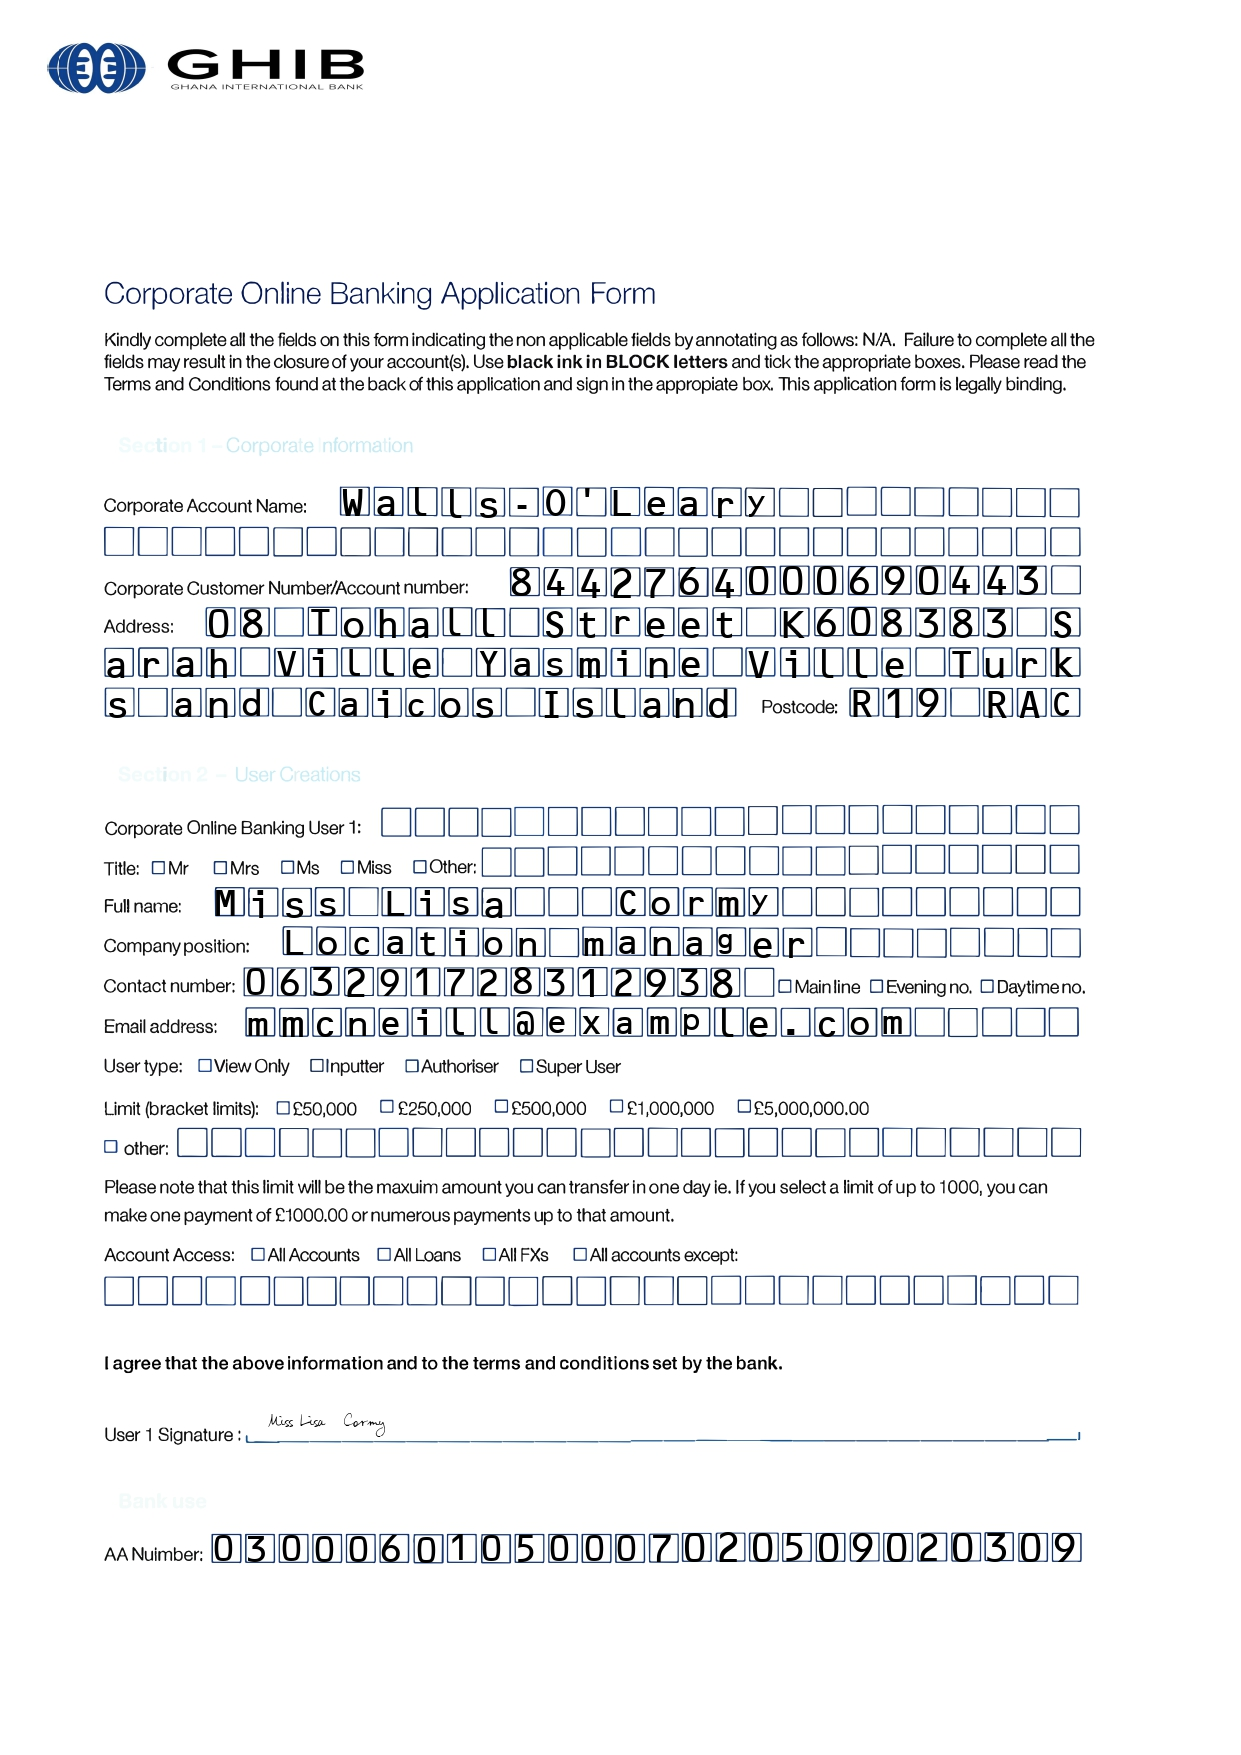 GHIB
GHANA INTERNATIONAL BANK
Corporate Online Banking Application Form
Kindly complete all the fields on this form indicating the non applicable fields by annotating as follows: N/A. Failure to complete all the
fields may result in the closure of your account(s). Use black ink in BLOCK letters and tick the appropriate boxes. Please read the
Terms and Conditions found at the back of this application and sign in the appropiate box. This application form is legally binding.
Section 1 – Corporate Information
Corporate Account Name: Walls-O'Leary
Corporate Customer Number/Account number: 8442764000690443
Address: 08 Tohall Street K608383 S
arah Ville Yasmine Ville Turk
s and Caicos Island Postcode: R19 RAC
Section 2 – User Creations
Corporate Online Banking User 1:
Title: Mr Mrs Ms Miss Other:
Full name: Miss Lisa Cormy
Company position: Location manager
Contact number: 063291728312938 Main line Evening no. Daytime no.
Email address: mmcneill@example.com
User type: View Only Inputter Authoriser Super User
Limit (bracket limits): £50,000 £250,000 £500,000 £1,000,000 £5,000,000.00
other:
Please note that this limit will be the maxuim amount you can transfer in one day ie. If you select a limit of up to 1000, you can
make one payment of £1000.00 or numerous payments up to that amount.
Account Access: All Accounts All Loans All FXs All accounts except:
I agree that the above information and to the terms and conditions set by the bank.
User 1 Signature : Miss Lisa Cormy
Bank use
AA Nuimber: 03000601050007020509020309